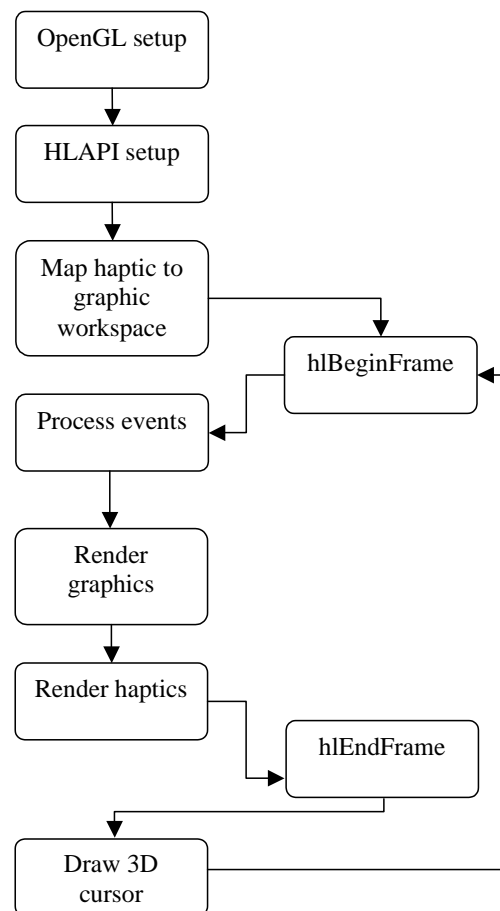 OpenGL setup
HLAPI setup
Map haptic to
graphic
workspace
hlBeginFrame
Process events
Render
graphics
Render haptics
hlEndFrame
Draw 3D
cursor